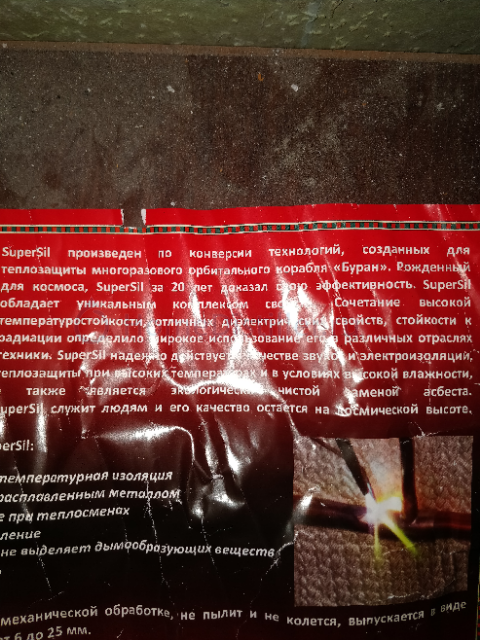 SuperSil произведен по конверсии технологий, созданных для
теплозащиты многоразового орбитального корабля «Буран». Рожденный
для космоса, SuperSil за 20 лет доказал свою эффективность. SuperSil
обладает уникальным комплексом Сочетание высокой
температуростойкости, отличных диэлектрических свойств, стойкости к
радиации определило широкое использование его в различных отраслях
техники. SuperSil надежно действует качестве звуко и электроизоляции,
теплозащиты при высоких температурах и в условиях высокой влажности,
а также является экологически чистой заменой асбеста.
uperSil служит людям и его качество остается на космической высоте.
perSil:
температурная изоляция
расплавленным металлом
е при теплосменах
ление
не выделяет дымообразующих веществ
механической обработке, не пылит и не колется, выпускается в виде
от 6 до 25 мм.